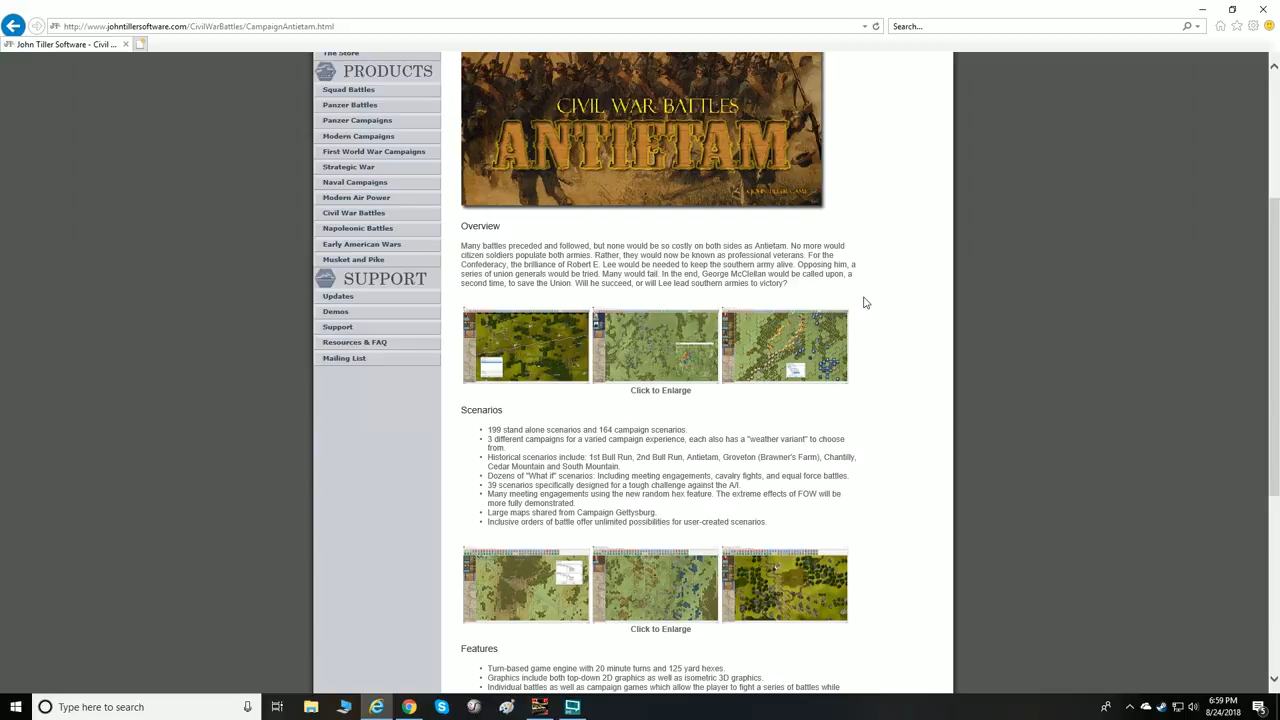 http://www.johntillersoftware.com/CivilWarBattles/CampaignAntietam.html
Search...
John Tiller Software - Civil ...
The Store
PRODUCTS
Squad Battles
Panzer Battles
Panzer Campaigns
Modern Campaigns
First World War Campaigns
Strategic War
Naval Campaigns
Modern Air Power
Civil War Battles
Napoleonic Battles
Early American Wars
Musket and Pike
SUPPORT
Updates
Demos
Support
Resources & FAQ
Mailing List
CIVIL WAR BATTLES
ANTIETAM
A JOHN TILLER GAME
Overview
Many battles preceded and followed, but none would be so costly on both sides as Antietam. No more would
citizen soldiers populate both armies. Rather, they would now be known as professional veterans. For the
Confederacy, the brilliance of Robert E. Lee would be needed to keep the southern army alive. Opposing him, a
series of union generals would be tried. Many would fail. In the end, George McClellan would be called upon, a
second time, to save the Union. Will he succeed, or will Lee lead southern armies to victory?
Click to Enlarge
Scenarios
• 199 stand alone scenarios and 164 campaign scenarios.
• 3 different campaigns for a varied campaign experience, each also has a "weather variant" to choose
from.
• Historical scenarios include: 1st Bull Run, 2nd Bull Run, Antietam, Groveton (Brawner's Farm), Chantilly,
Cedar Mountain and South Mountain.
• Dozens of "What if" scenarios: Including meeting engagements, cavalry fights, and equal force battles.
• 39 scenarios specifically designed for a tough challenge against the A/I.
• Many meeting engagements using the new random hex feature. The extreme effects of FOW will be
more fully demonstrated.
• Large maps shared from Campaign Gettysburg.
• Inclusive orders of battle offer unlimited possibilities for user-created scenarios.
Click to Enlarge
Features
• Turn-based game engine with 20 minute turns and 125 yard hexes.
• Graphics include both top-down 2D graphics as well as isometric 3D graphics.
• Individual battles as well as campaign games which allow the player to fight a series of battles while
Type here to search
6:59 PM
8/24/2018